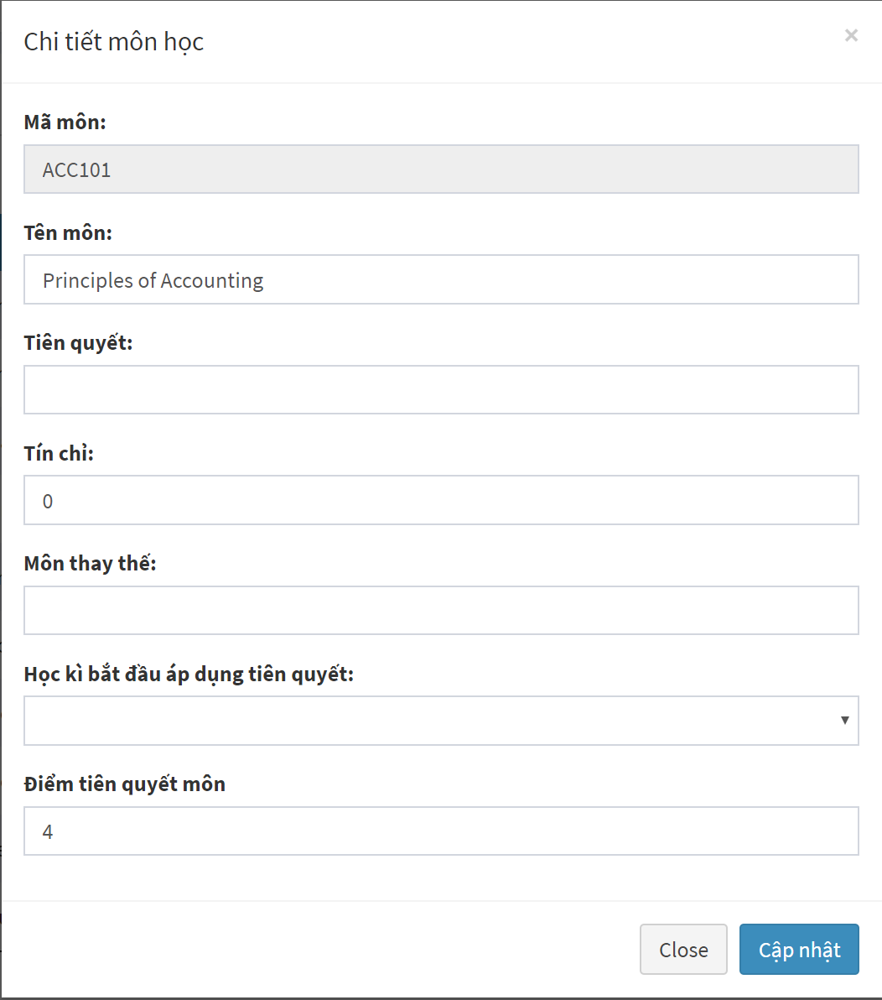 Chi tiết môn học
×
Mã môn:
ACC101
Tên môn:
Principles of Accounting
Tiên quyết:
Tín chỉ:
0
Môn thay thế:
Học kì bắt đầu áp dụng tiên quyết:
Điểm tiên quyết môn
4
Close Cập nhật